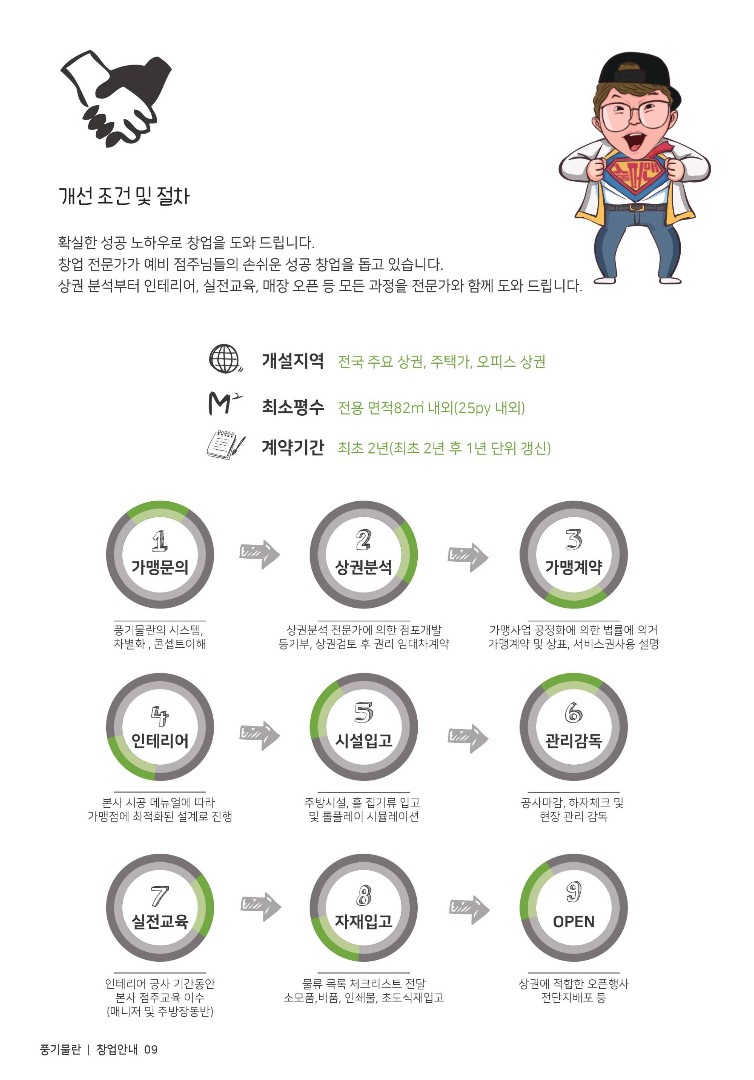 슈퍼맨
개선 조건 및 절차
확실한 성공 노하우로 창업을 도와 드립니다.
창업 전문가가 예비 점주님들의 손쉬운 성공 창업을 돕고 있습니다.
상권 분석부터 인테리어, 실전교육, 매장 오픈 등 모든 과정을 전문가와 함께 도와 드립니다.
개설지역 전국 주요 상권, 주택가, 오피스 상권
M² 최소평수 전용 면적82㎡ 내외(25py 내외)
계약기간 최초 2년(최초 2년 후 1년 단위 갱신)
1
가맹문의
풍기물란의 시스템,
차별화 , 콘셉트이해
2
상권분석
상권분석 전문가에 의한 점포개발
등기부, 상권검토 후 권리 임대차계약
3
가맹계약
가맹사업 공정화에 의한 법률에 의거
가맹계약 및 상표, 서비스권사용 설명
4
인테리어
본사 시공 메뉴얼에 따라
가맹점에 최적화된 설계로 진행
5
시설입고
주방시설, 홀 집기류 입고
및 롤플레이 시뮬레이션
6
관리감독
공사마감, 하자체크 및
현장 관리 감독
7
실전교육
인테리어 공사 기간동안
본사 점주교육 이수
(매니저 및 주방장동반)
8
자재입고
물류 목록 체크리스트 전달
소모품,비품, 인쇄물, 초도식재입고
9
OPEN
상권에 적합한 오픈행사
전단지배포 등
풍기물란 | 창업안내 09